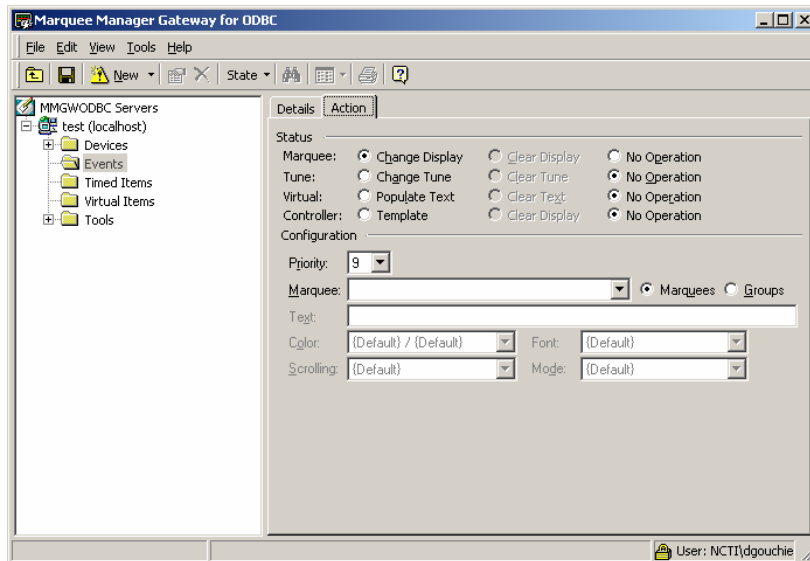 Marquee Manager Gateway for ODBC
File Edit View Tools Help
New State
MMGWODBC Servers
test (localhost)
Devices
Events
Timed Items
Virtual Items
Tools
Details Action
Status
Marquee: Change Display Clear Display No Operation
Tune: Change Tune Clear Tune No Operation
Virtual: Populate Text Clear Text No Operation
Controller: Template Clear Display No Operation
Configuration
Priority: 9
Marquee: Marquees Groups
Text:
Color: {Default} / {Default} Font: {Default}
Scrolling: {Default} Mode: {Default}
User: NCTI\dgouchie